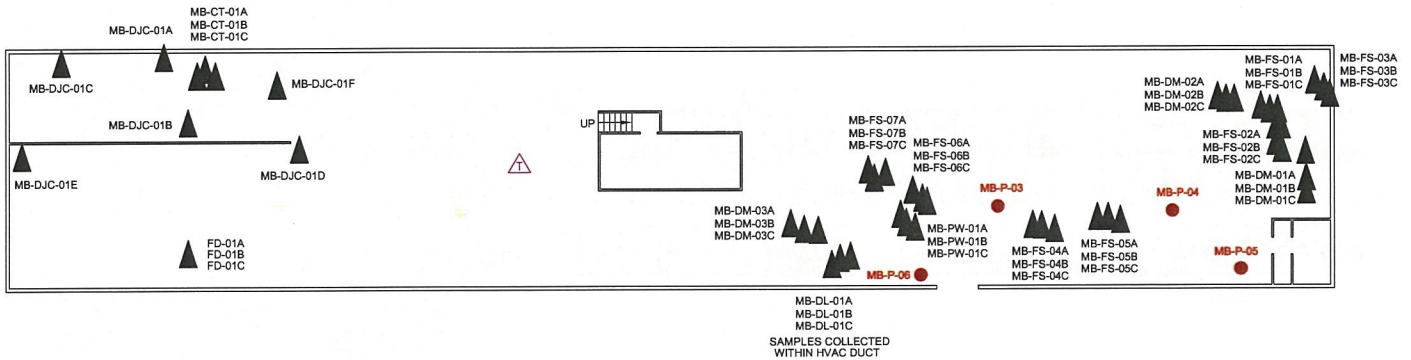 MB-DJC-01A
MB-CT-01A
MB-CT-01B
MB-CT-01C
MB-DJC-01C
MB-DJC-01F
MB-DJC-01B
MB-DJC-01E
MB-DJC-01D
FD-01A
FD-01B
FD-01C
T
UP
MB-FS-07A
MB-FS-07B
MB-FS-07C
MB-FS-06A
MB-FS-06B
MB-FS-06C
MB-DM-03A
MB-DM-03B
MB-DM-03C
MB-PW-01A
MB-PW-01B
MB-PW-01C
MB-P-03
MB-P-06
MB-DL-01A
MB-DL-01B
MB-DL-01C
SAMPLES COLLECTED
WITHIN HVAC DUCT
MB-FS-04A
MB-FS-04B
MB-FS-04C
MB-FS-05A
MB-FS-05B
MB-FS-05C
MB-P-04
MB-P-05
MB-DM-02A
MB-DM-02B
MB-DM-02C
MB-FS-01A
MB-FS-01B
MB-FS-01C
MB-FS-03A
MB-FS-03B
MB-FS-03C
MB-FS-02A
MB-FS-02B
MB-FS-02C
MB-DM-01A
MB-DM-01B
MB-DM-01C